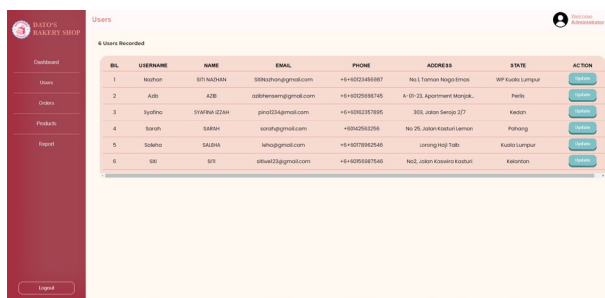 DATO'S
BAKERY SHOP
Users
Welcome
Administrator
6 Users Recorded
Dashboard
Users
Orders
Products
Report
Logout
BIL USERNAME NAME EMAIL PHONE ADDRESS STATE ACTION
1 Nazhan SITI NAZHAN SitiNazhan@gmail.com +6+60123456987 No.1, Taman Naga Emas WP Kuala Lumpur Update
2 Azib AZIB azibhensem@gmail.com +6+60125698745 A-01-23, Apartment Manjak.. Perlis Update
3 Syafina SYAFINA IZZAH pina1234@gmail.com +6+60162357895 303, Jalan Seroja 2/7 Kedah Update
4 Sarah SARAH sarah@gmail.com +60142563256 No 25, Jalan Kasturi Leman Pahang Update
5 Saleha SALEHA leha@gmail.com +6+60178962546 Lorong Haji Taib Kuala Lumpur Update
6 Siti SITI sitiwe123@gmail.com +6+60156987546 No2, Jalan Kaswira Kasturi Kelantan Update